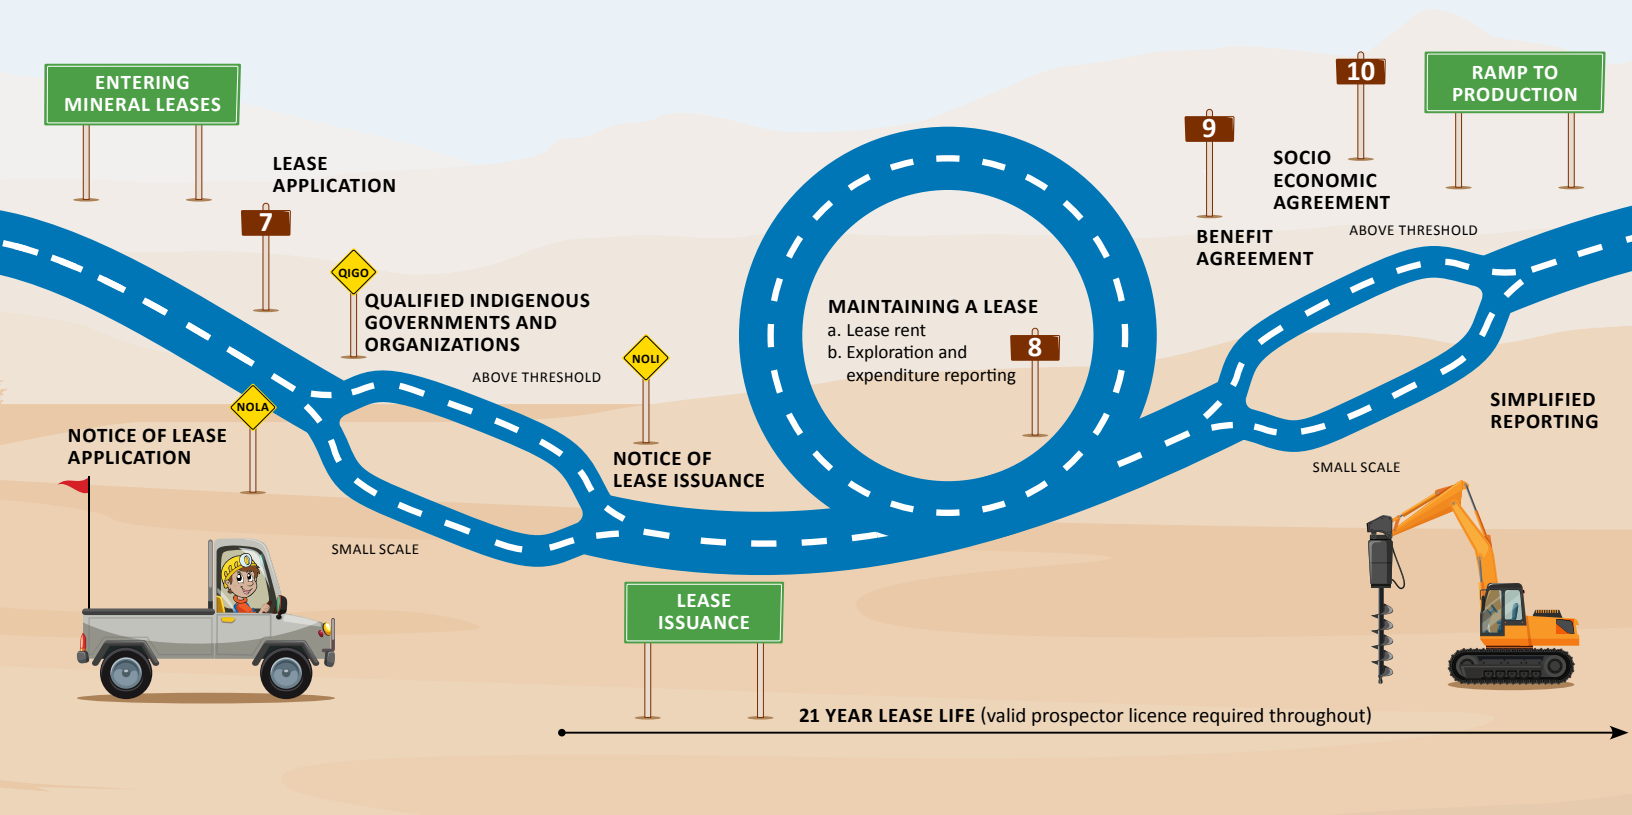 ENTERING
MINERAL LEASES
LEASE
APPLICATION
7
QIGO
QUALIFIED INDIGENOUS
GOVERNMENTS AND
ORGANIZATIONS
ABOVE THRESHOLD
NOLA
NOTICE OF LEASE
APPLICATION
SMALL SCALE
NOLI
NOTICE OF
LEASE ISSUANCE
LEASE
ISSUANCE
MAINTAINING A LEASE
a. Lease rent
b. Exploration and
expenditure reporting
8
9
BENEFIT
AGREEMENT
10
SOCIO
ECONOMIC
AGREEMENT
ABOVE THRESHOLD
RAMP TO
PRODUCTION
SIMPLIFIED
REPORTING
SMALL SCALE
21 YEAR LEASE LIFE (valid prospector licence required throughout)